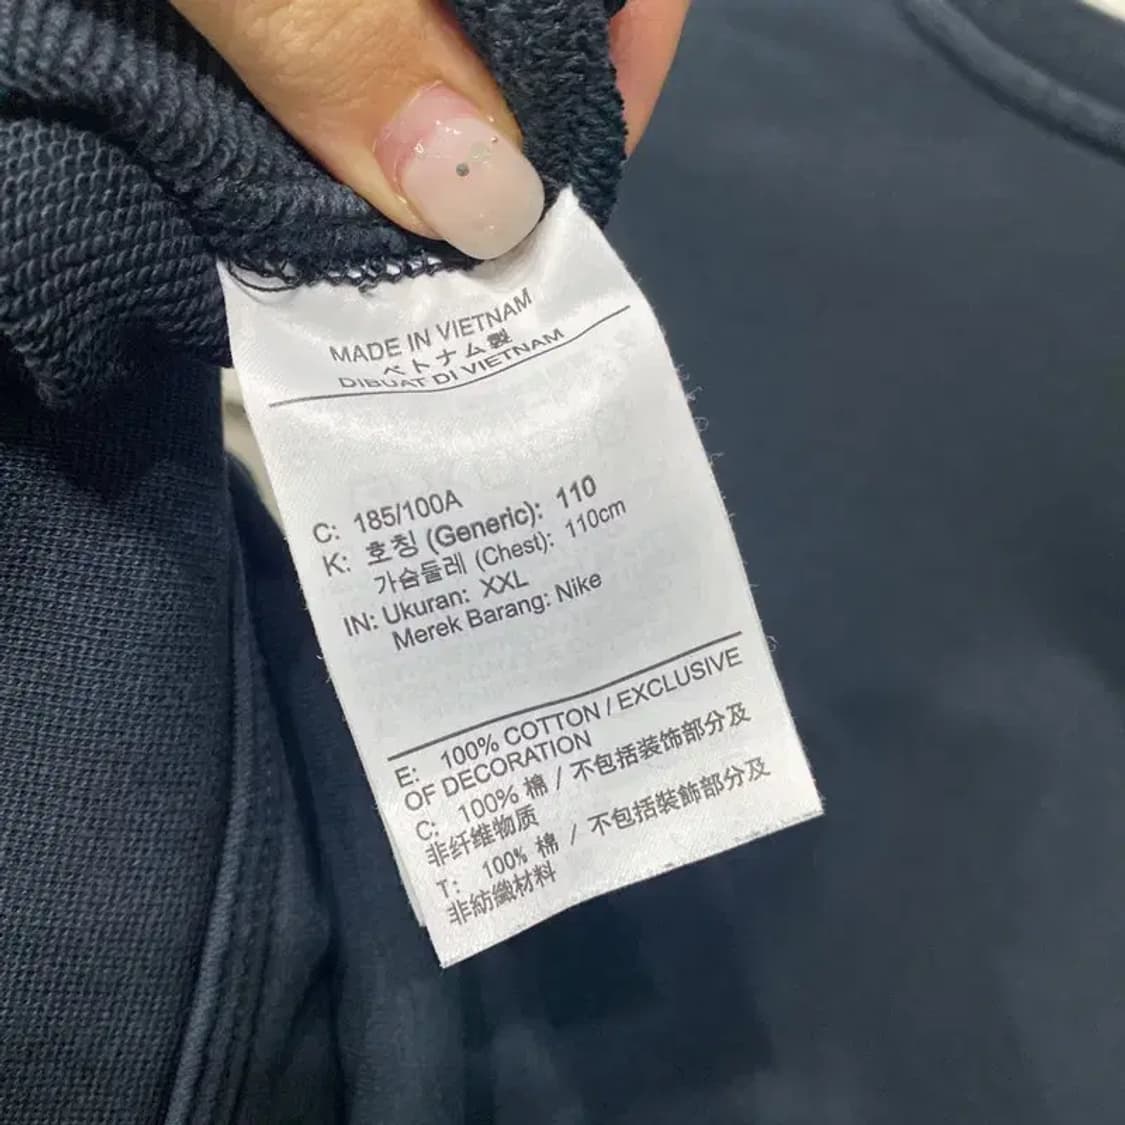 MADE IN VIETNAM
ベトナム製
DIBUAT DI VIETNAM
C: 185/100A
K: 호칭 (Generic): 110
가슴둘레 (Chest): 110cm
IN: Ukuran: XXL
Merek Barang: Nike
E: 100% COTTON / EXCLUSIVE
OF DECORATION
C: 100% 棉 / 不包括装饰部分及
非纤维物质
T: 100% 棉 / 不包括裝飾部分及
非紡織材料